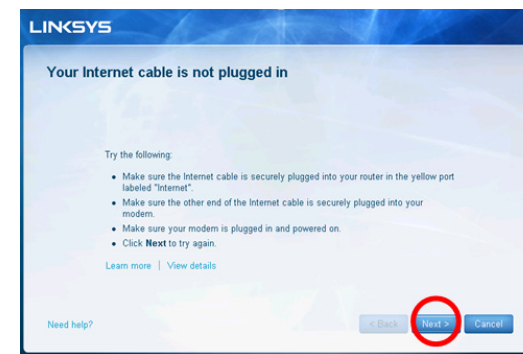 LINKSYS
Your Internet cable is not plugged in
Try the following:
• Make sure the Internet cable is securely plugged into your router in the yellow port
labeled "Internet".
• Make sure the other end of the Internet cable is securely plugged into your
modem.
• Make sure your modem is plugged in and powered on.
• Click Next to try again.
Learn more | View details
Need help? < Back Next > Cancel